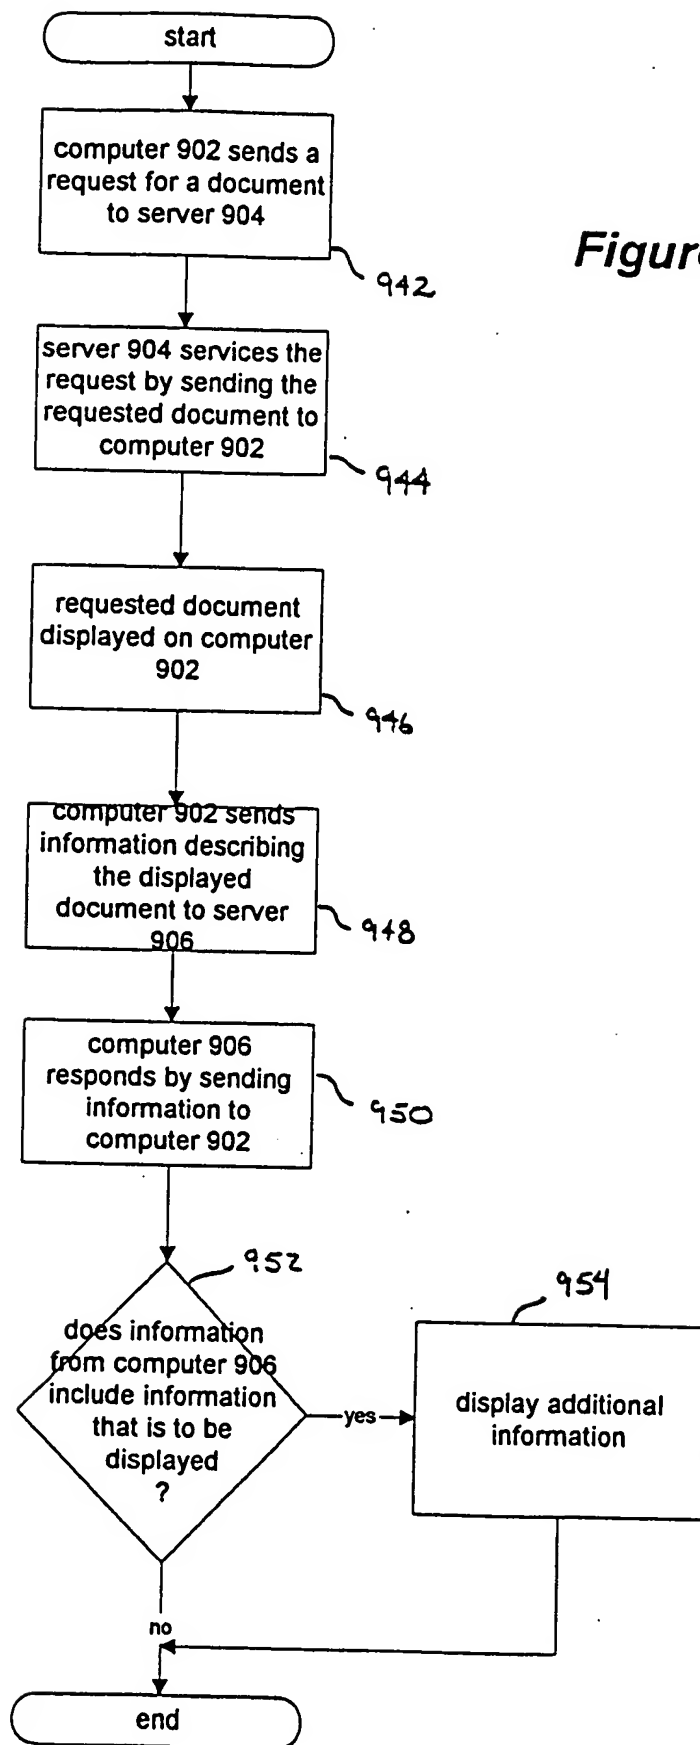 start
computer 902 sends a
request for a document
to server 904
942
Figure
server 904 services the
request by sending the
requested document to
computer 902
944
requested document
displayed on computer
902
946
computer 902 sends
information describing
the displayed
document to server
906
948
computer 906
responds by sending
information to
computer 902
950
952
does information
from computer 906
include information
that is to be
displayed
?
yes
954
display additional
information
no
end